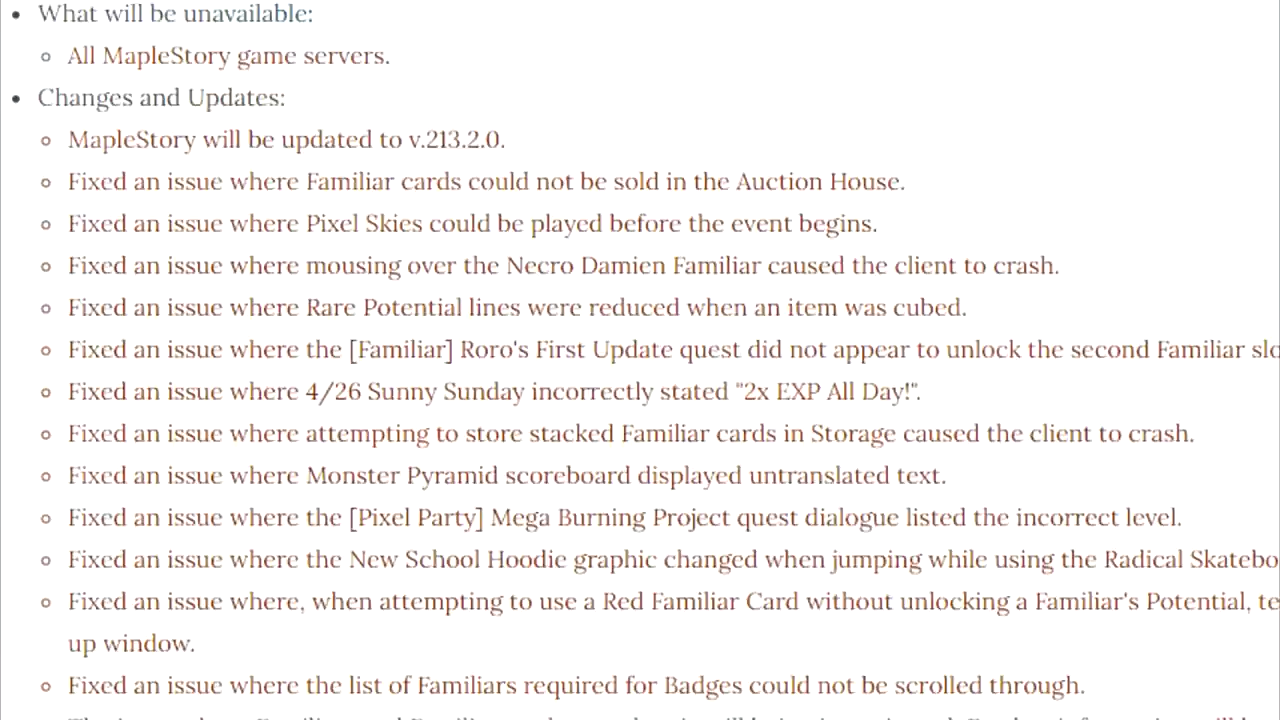 What will be unavailable:
All MapleStory game servers.
Changes and Updates:
MapleStory will be updated to v.213.2.0.
Fixed an issue where Familiar cards could not be sold in the Auction House.
Fixed an issue where Pixel Skies could be played before the event begins.
Fixed an issue where mousing over the Necro Damien Familiar caused the client to crash.
Fixed an issue where Rare Potential lines were reduced when an item was cubed.
Fixed an issue where the [Familiar] Roro's First Update quest did not appear to unlock the second Familiar
Fixed an issue where 4/26 Sunny Sunday incorrectly stated "2x EXP All Day!".
Fixed an issue where attempting to store stacked Familiar cards in Storage caused the client to crash.
Fixed an issue where Monster Pyramid scoreboard displayed untranslated text.
Fixed an issue where the [Pixel Party] Mega Burning Project quest dialogue listed the incorrect level.
Fixed an issue where the New School Hoodie graphic changed when jumping while using the Radical
Fixed an issue where, when attempting to use a Red Familiar Card without unlocking a Familiar's Potential,
up window.
Fixed an issue where the list of Familiars required for Badges could not be scrolled through.